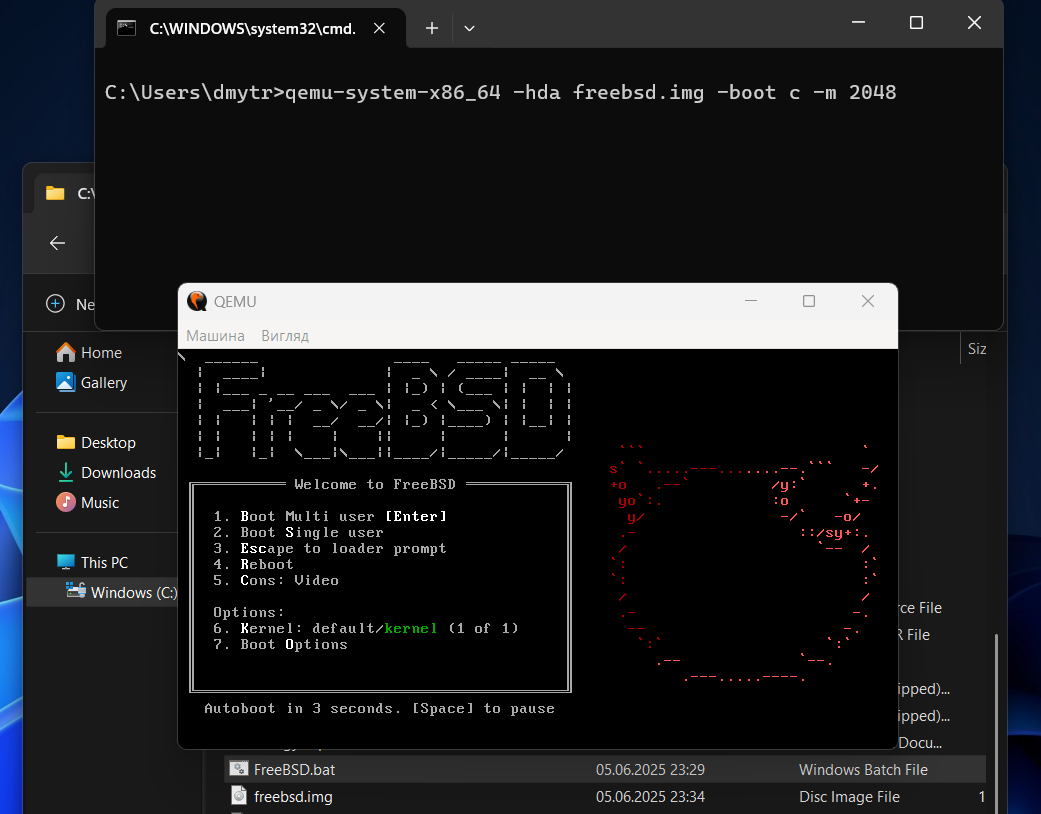 C:\WINDOWS\system32\cmd.
C:\Users\dmytr>qemu-system-x86_64 -hda freebsd.img -boot c -m 2048
C:\
Ne
QEMU
Машина Вигляд
Home
Gallery
Desktop
Downloads
Music
This PC
Windows (C:)
Siz
FreeBSD
Welcome to FreeBSD
1. Boot Multi user [Enter]
2. Boot Single user
3. Escape to loader prompt
4. Reboot
5. Cons: Video
Options:
6. Kernel: default/kernel (1 of 1)
7. Boot Options
Autoboot in 3 seconds. [Space] to pause
rce File
R File
ipped)...
ipped)...
Docu...
FreeBSD.bat 05.06.2025 23:29 Windows Batch File
freebsd.img 05.06.2025 23:34 Disc Image File 1